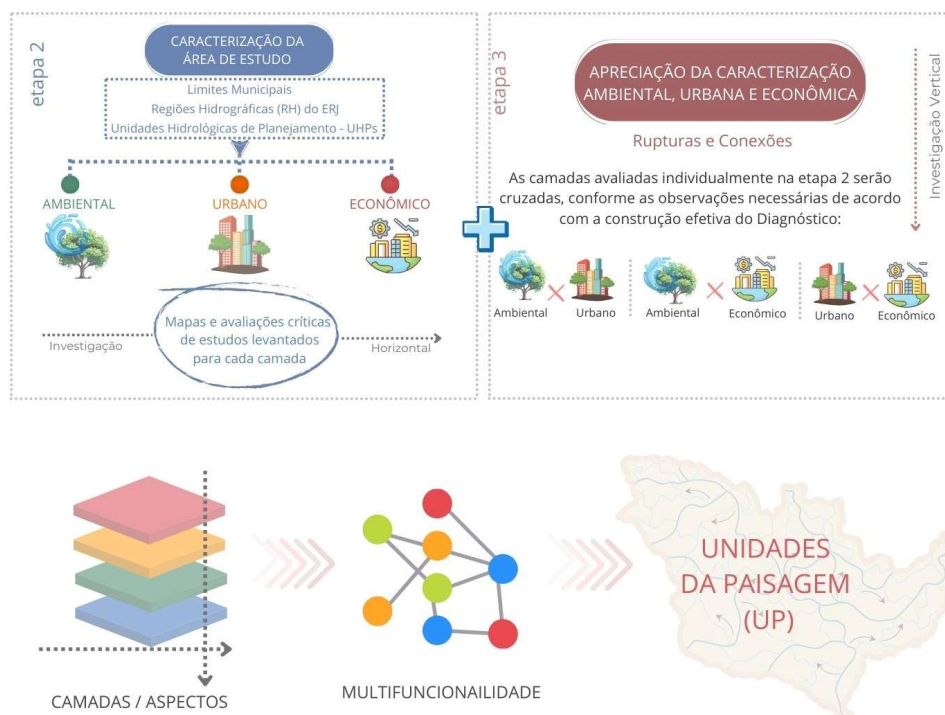 etapa 2
CARACTERIZAÇÃO DA
ÁREA DE ESTUDO
Limites Municipais
Regiões Hidrográficas (RH) do ERJ
Unidades Hidrológicas de Planejamento - UHPs
AMBIENTAL
URBANO
ECONÔMICO
Mapas e avaliações críticas
de estudos levantados
para cada camada
Investigação
Horizontal
etapa 3
APRECIAÇÃO DA CARACTERIZAÇÃO
AMBIENTAL, URBANA E ECONÔMICA
Rupturas e Conexões
As camadas avaliadas individualmente na etapa 2 serão
cruzadas, conforme as observações necessárias de acordo
com a construção efetiva do Diagnóstico:
Ambiental
Urbano
Ambiental
Econômico
Urbano
Econômico
Investigação Vertical
CAMADAS / ASPECTOS
MULTIFUNCIONAILIDADE
UNIDADES
DA PAISAGEM
(UP)